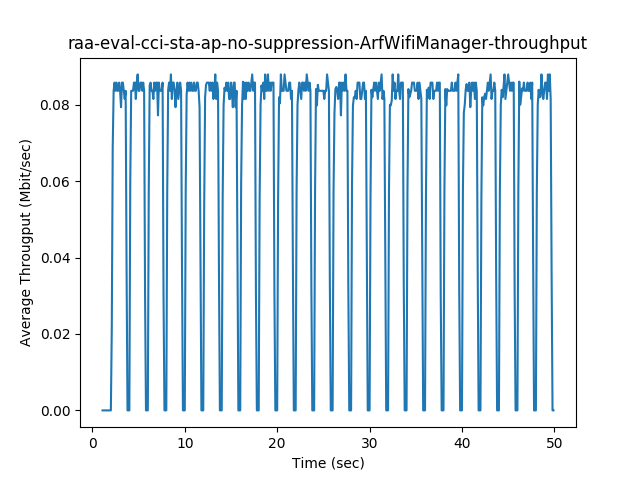 raa-eval-cci-sta-ap-no-suppression-ArfWifiManager-throughput
Average Througput (Mbit/sec)
0.08
0.06
0.04
0.02
0.00
0 10 20 30 40 50
Time (sec)